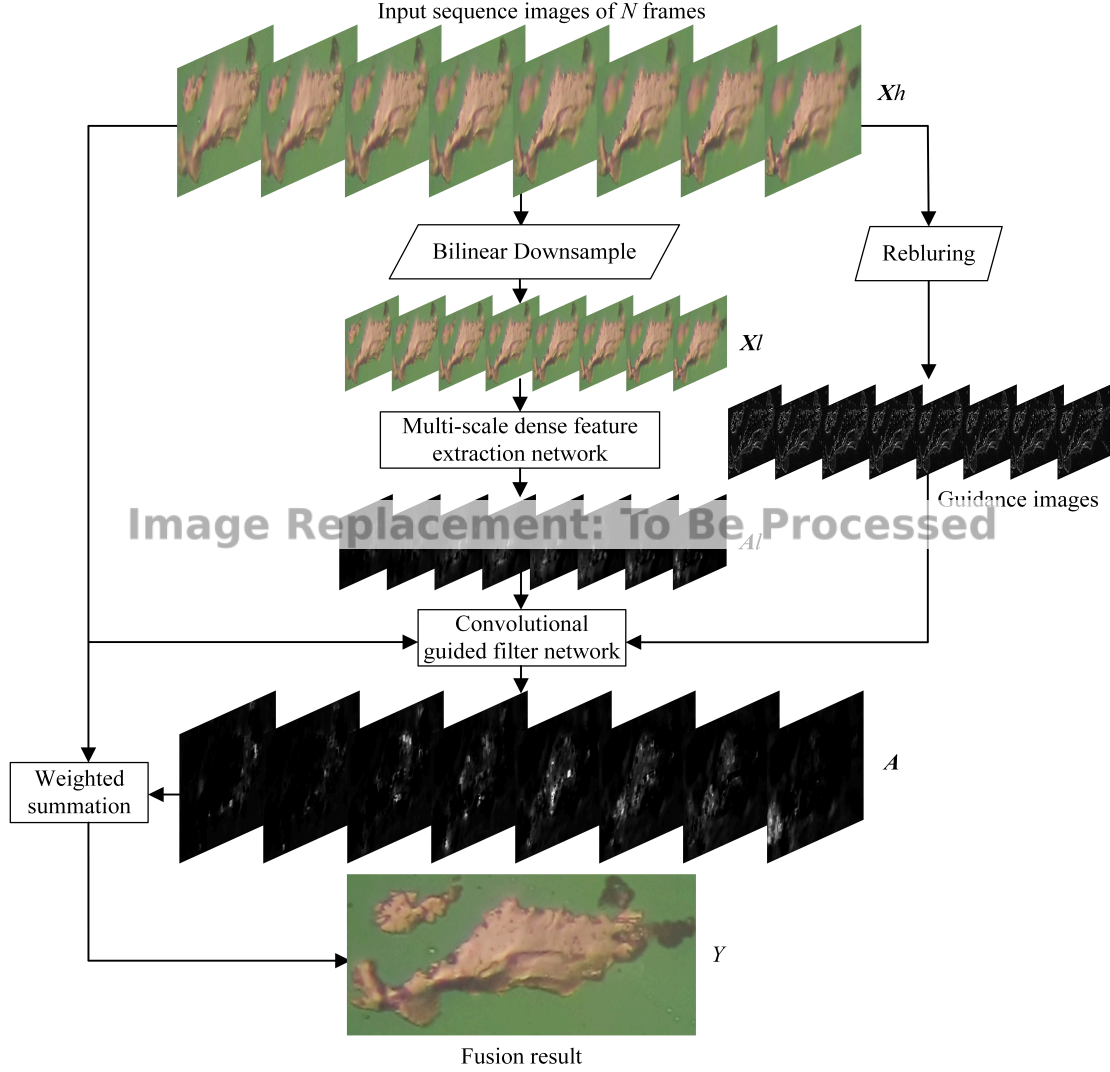 Input sequence images of N frames
Xh
Bilinear Downsample
Rebluring
Xl
Multi-scale dense feature
extraction network
Guidance images
Image Replacement: To Be Processed
Al
Convolutional
guided filter network
A
Weighted
summation
Y
Fusion result